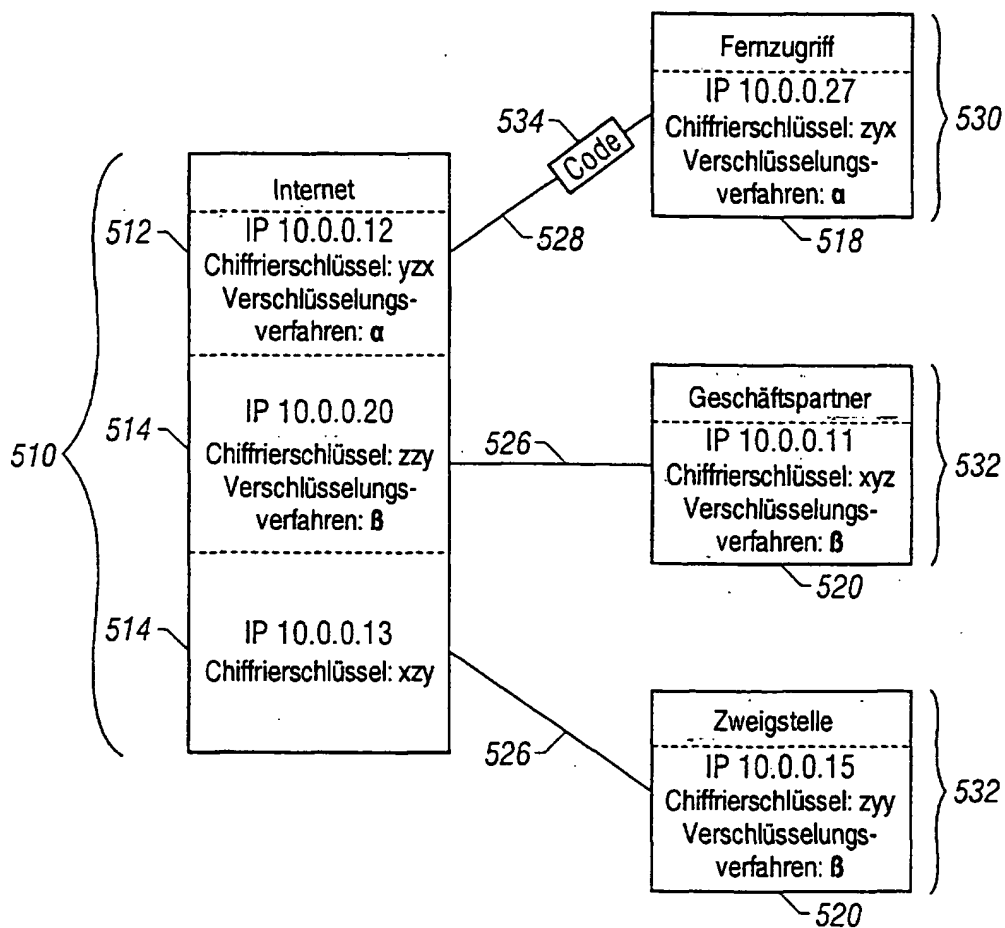 Fernzugriff
IP 10.0.0.27
Chiffrierschlüssel: zyx
Verschlüsselungs-
verfahren: α
530
518
534
Code
528
Internet
512
IP 10.0.0.12
Chiffrierschlüssel: yzx
Verschlüsselungs-
verfahren: α
510
514
IP 10.0.0.20
Chiffrierschlüssel: zzy
Verschlüsselungs-
verfahren: ß
526
Geschäftspartner
IP 10.0.0.11
Chiffrierschlüssel: xyz
Verschlüsselungs-
verfahren: ß
532
520
514
IP 10.0.0.13
Chiffrierschlüssel: xzy
526
Zweigstelle
IP 10.0.0.15
Chiffrierschlüssel: zyy
Verschlüsselungs-
verfahren: ß
532
520